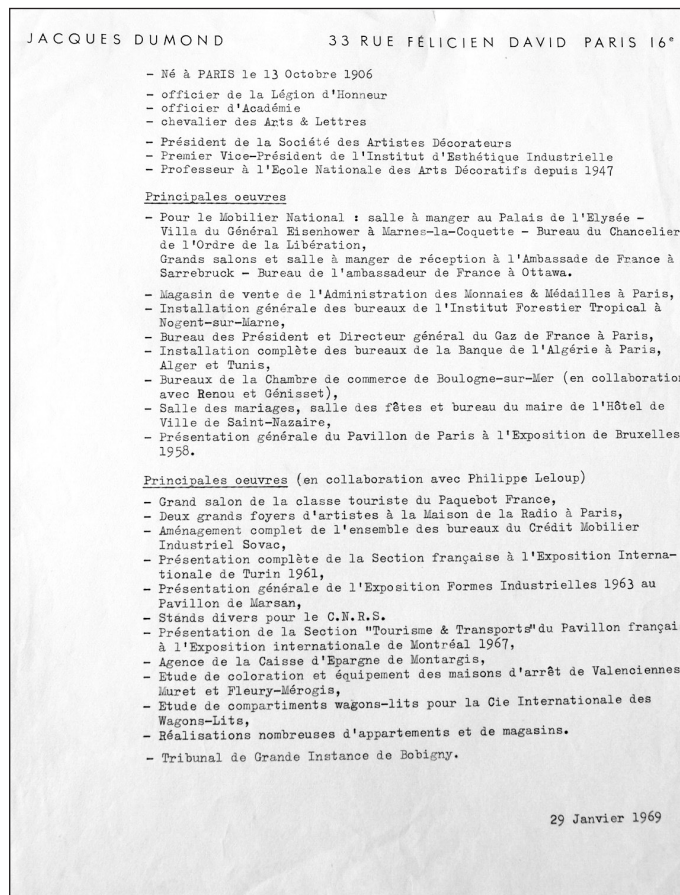 JACQUES DUMOND 33 RUE FÉLICIEN DAVID PARIS 16e
- Né à PARIS le 13 Octobre 1906
- officier de la Légion d'Honneur
- officier d'Académie
- chevalier des Arts & Lettres
- Président de la Société des Artistes Décorateurs
- Premier Vice-Président de l'Institut d'Esthétique Industrielle
- Professeur à l'Ecole Nationale des Arts Décoratifs depuis 1947
Principales oeuvres
- Pour le Mobilier National : salle à manger au Palais de l'Elysée -
Villa du Général Eisenhower à Marnes-la-Coquette - Bureau du Chancelier
de l'Ordre de la Libération,
Grands salons et salle à manger de réception à l'Ambassade de France à
Sarrebruck - Bureau de l'ambassadeur de France à Ottawa.
- Magasin de vente de l'Administration des Monnaies & Médailles à Paris,
- Installation générale des bureaux de l'Institut Forestier Tropical à
Nogent-sur-Marne,
- Bureau des Président et Directeur général du Gaz de France à Paris,
- Installation complète des bureaux de la Banque de l'Algérie à Paris,
Alger et Tunis,
- Bureaux de la Chambre de commerce de Boulogne-sur-Mer (en collaboration
avec Renou et Génisset),
- Salle des mariages, salle des fêtes et bureau du maire de l'Hôtel de
Ville de Saint-Nazaire,
- Présentation générale du Pavillon de Paris à l'Exposition de Bruxelles
1958.
Principales oeuvres (en collaboration avec Philippe Leloup)
- Grand salon de la classe touriste du Paquebot France,
- Deux grands foyers d'artistes à la Maison de la Radio à Paris,
- Aménagement complet de l'ensemble des bureaux du Crédit Mobilier
Industriel Sovac,
- Présentation complète de la Section française à l'Exposition Interna-
tionale de Turin 1961,
- Présentation générale de l'Exposition Formes Industrielles 1963 au
Pavillon de Marsan,
- Stands divers pour le C.N.R.S.
- Présentation de la Section "Tourisme & Transports" du Pavillon françai
à l'Exposition internationale de Montréal 1967,
- Agence de la Caisse d'Epargne de Montargis,
- Etude de coloration et équipement des maisons d'arrêt de Valenciennes
Muret et Fleury-Mérogis,
- Etude de compartiments wagons-lits pour la Cie Internationale des
Wagons-Lits,
- Réalisations nombreuses d'appartements et de magasins.
- Tribunal de Grande Instance de Bobigny.
29 Janvier 1969